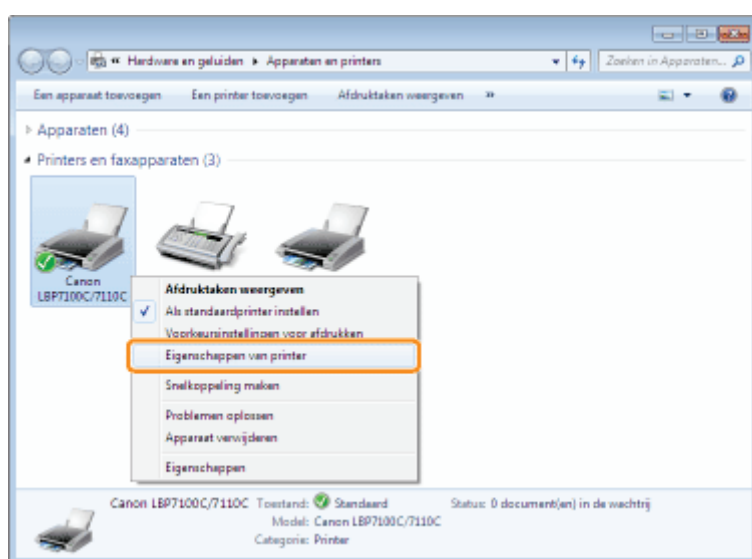 « Hardware en geluiden ▸ Apparaten en printers
Zoeken in Apparaten...
Een apparaat toevoegen Een printer toevoegen Afdruktaken weergeven »
Apparaten (4)
Printers en faxapparaten (3)
Canon
LBP7100C/7110C
Afdruktaken weergeven
Als standaardprinter instellen
Voorkeursinstellingen voor afdrukken
Eigenschappen van printer
Snelkoppeling maken
Problemen oplossen
Apparaat verwijderen
Eigenschappen
Canon LBP7100C/7110C Toestand: Standaard Status: 0 document(en) in de wachtrij
Model: Canon LBP7100C/7110C
Categorie: Printer